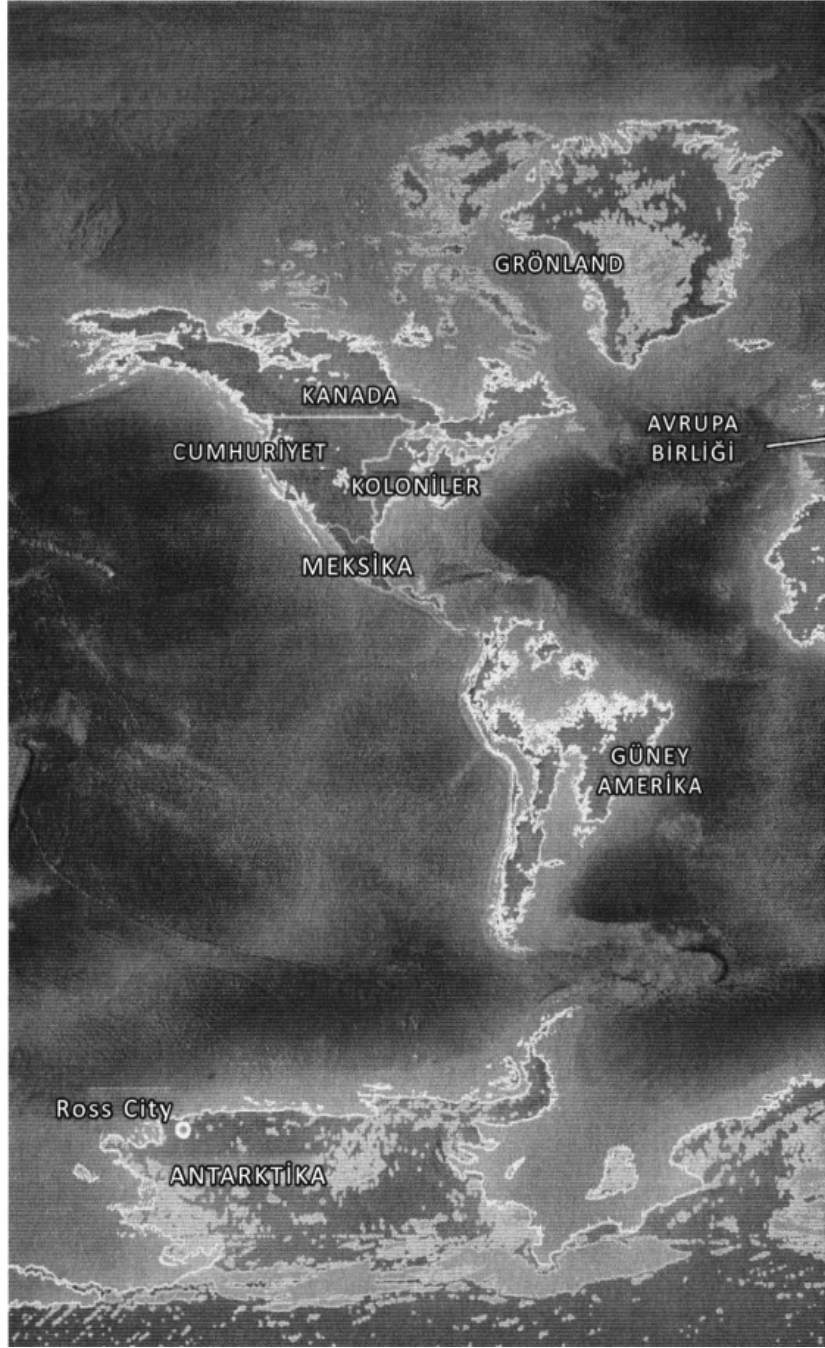 GRÖNLAND
KANADA
AVRUPA
BİRLİĞİ
CUMHURİYET
KOLONİLER
MEKSİKA
GÜNEY
AMERİKA
Ross City
ANTARKTİKA